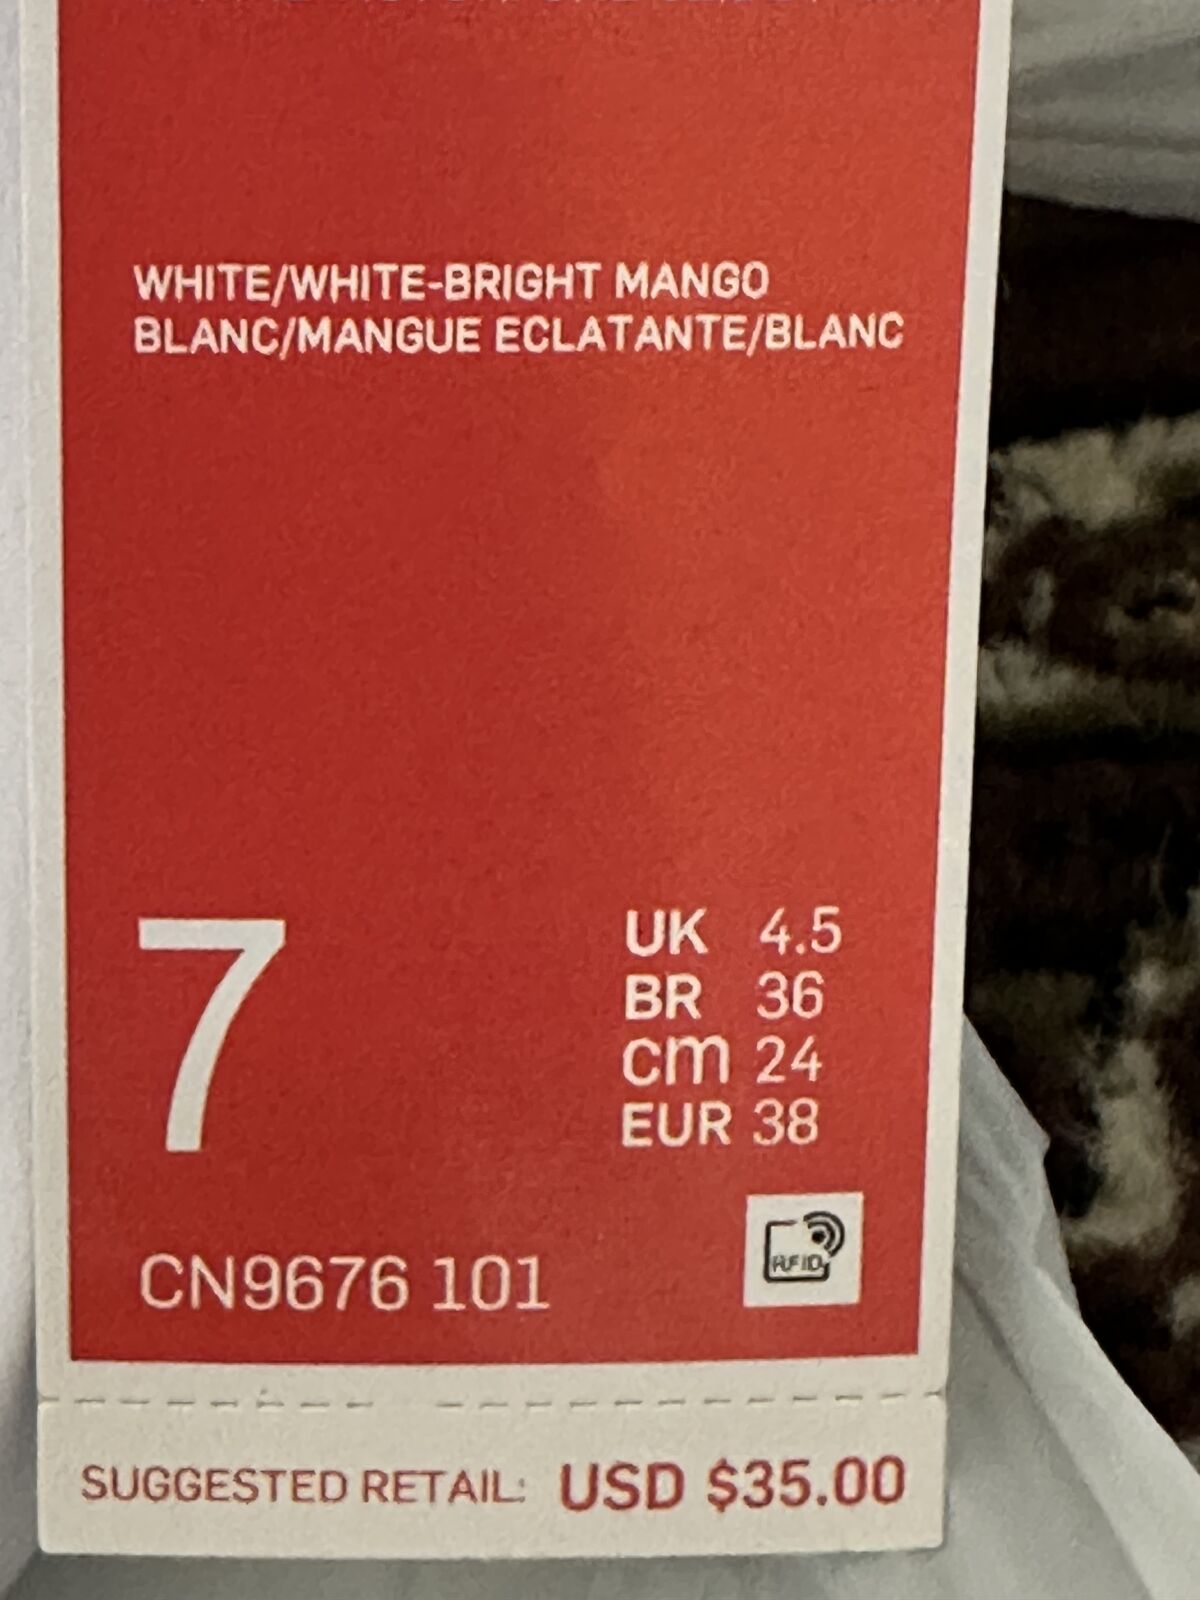 WHITE/WHITE-BRIGHT MANGO
BLANC/MANGUE ECLATANTE/BLANC
7
UK 4.5
BR 36
cm 24
EUR 38
RFID
CN9676 101
SUGGESTED RETAIL: USD $35.00